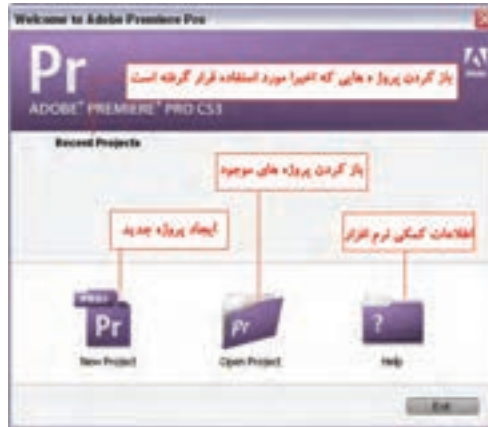 Welcome to Adobe Premiere Pro
Pr
باز کردن پروژه هایی که اخیرا مورد استفاده قرار گرفته است
ADOBE® PREMIERE® PRO CS3
Recent Projects
باز کردن پروژه های موجود
ایجاد پروژه جدید
اطلاعات کمکی نرم افزار
Pr
Pr
?
New Project
Open Project
Help
Exit